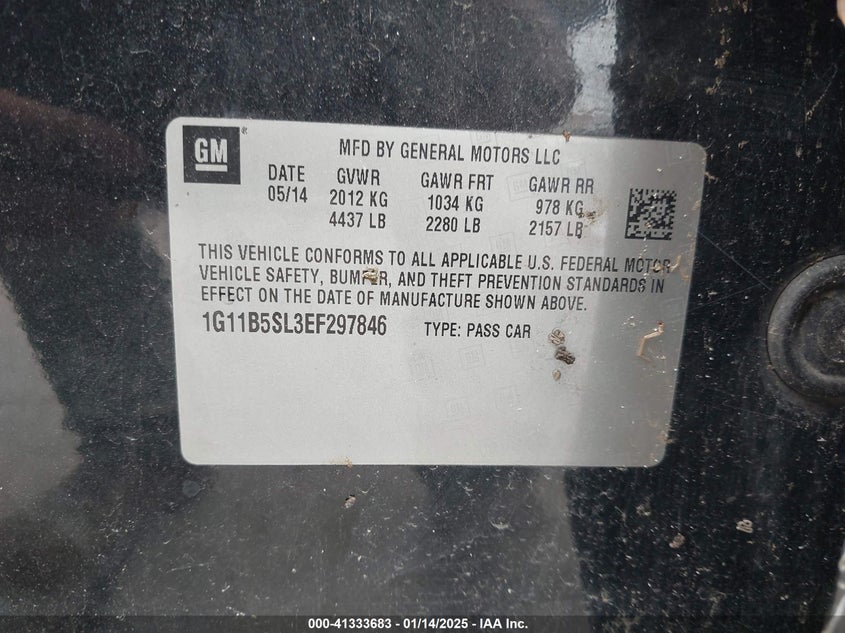 GM
MFD BY GENERAL MOTORS LLC
DATE GVWR GAWR FRT GAWR RR
05/14 2012 KG 1034 KG 978 KG
4437 LB 2280 LB 2157 LB
THIS VEHICLE CONFORMS TO ALL APPLICABLE U.S. FEDERAL MOTOR
VEHICLE SAFETY, BUMPER, AND THEFT PREVENTION STANDARDS IN
EFFECT ON THE DATE OF MANUFACTURE SHOWN ABOVE.
1G11B5SL3EF297846 TYPE: PASS CAR
000-41333683 - 01/14/2025 - IAA Inc.